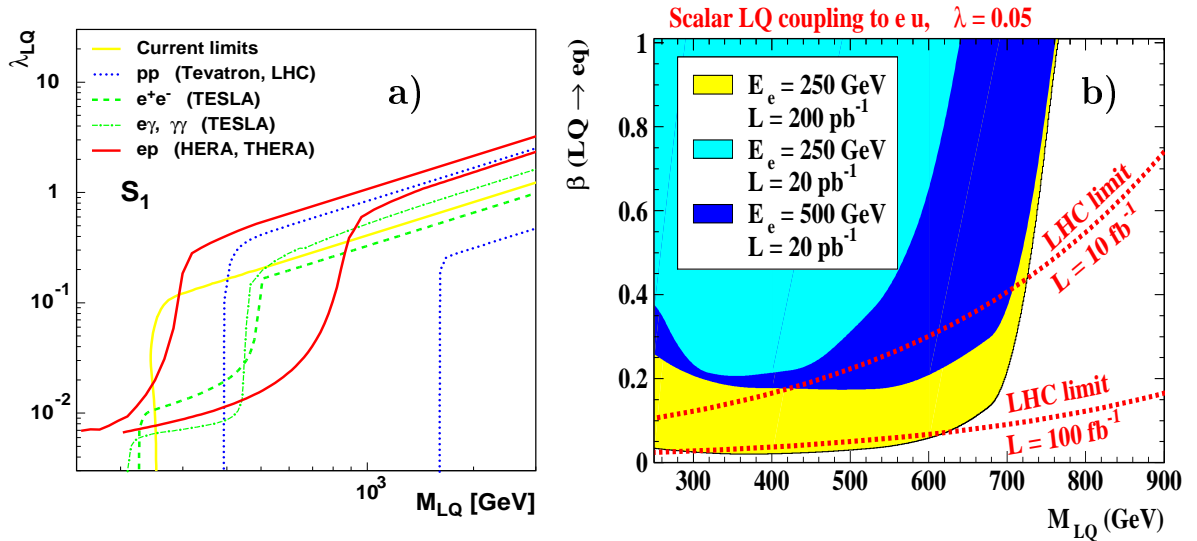 λLQ
10
1
10⁻¹
10⁻²
Current limits
pp (Tevatron, LHC)
e⁺e⁻ (TESLA)
eγ, γγ (TESLA)
ep (HERA, THERA)
a)
S₁
10³
M_LQ [GeV]
Scalar LQ coupling to e u, λ = 0.05
β (LQ → eq)
1
0.8
0.6
0.4
0.2
0
E_e = 250 GeV
L = 200 pb⁻¹
E_e = 250 GeV
L = 20 pb⁻¹
E_e = 500 GeV
L = 20 pb⁻¹
b)
LHC limit
L = 10 fb⁻¹
LHC limit
L = 100 fb⁻¹
300 400 500 600 700 800 900
M_LQ (GeV)